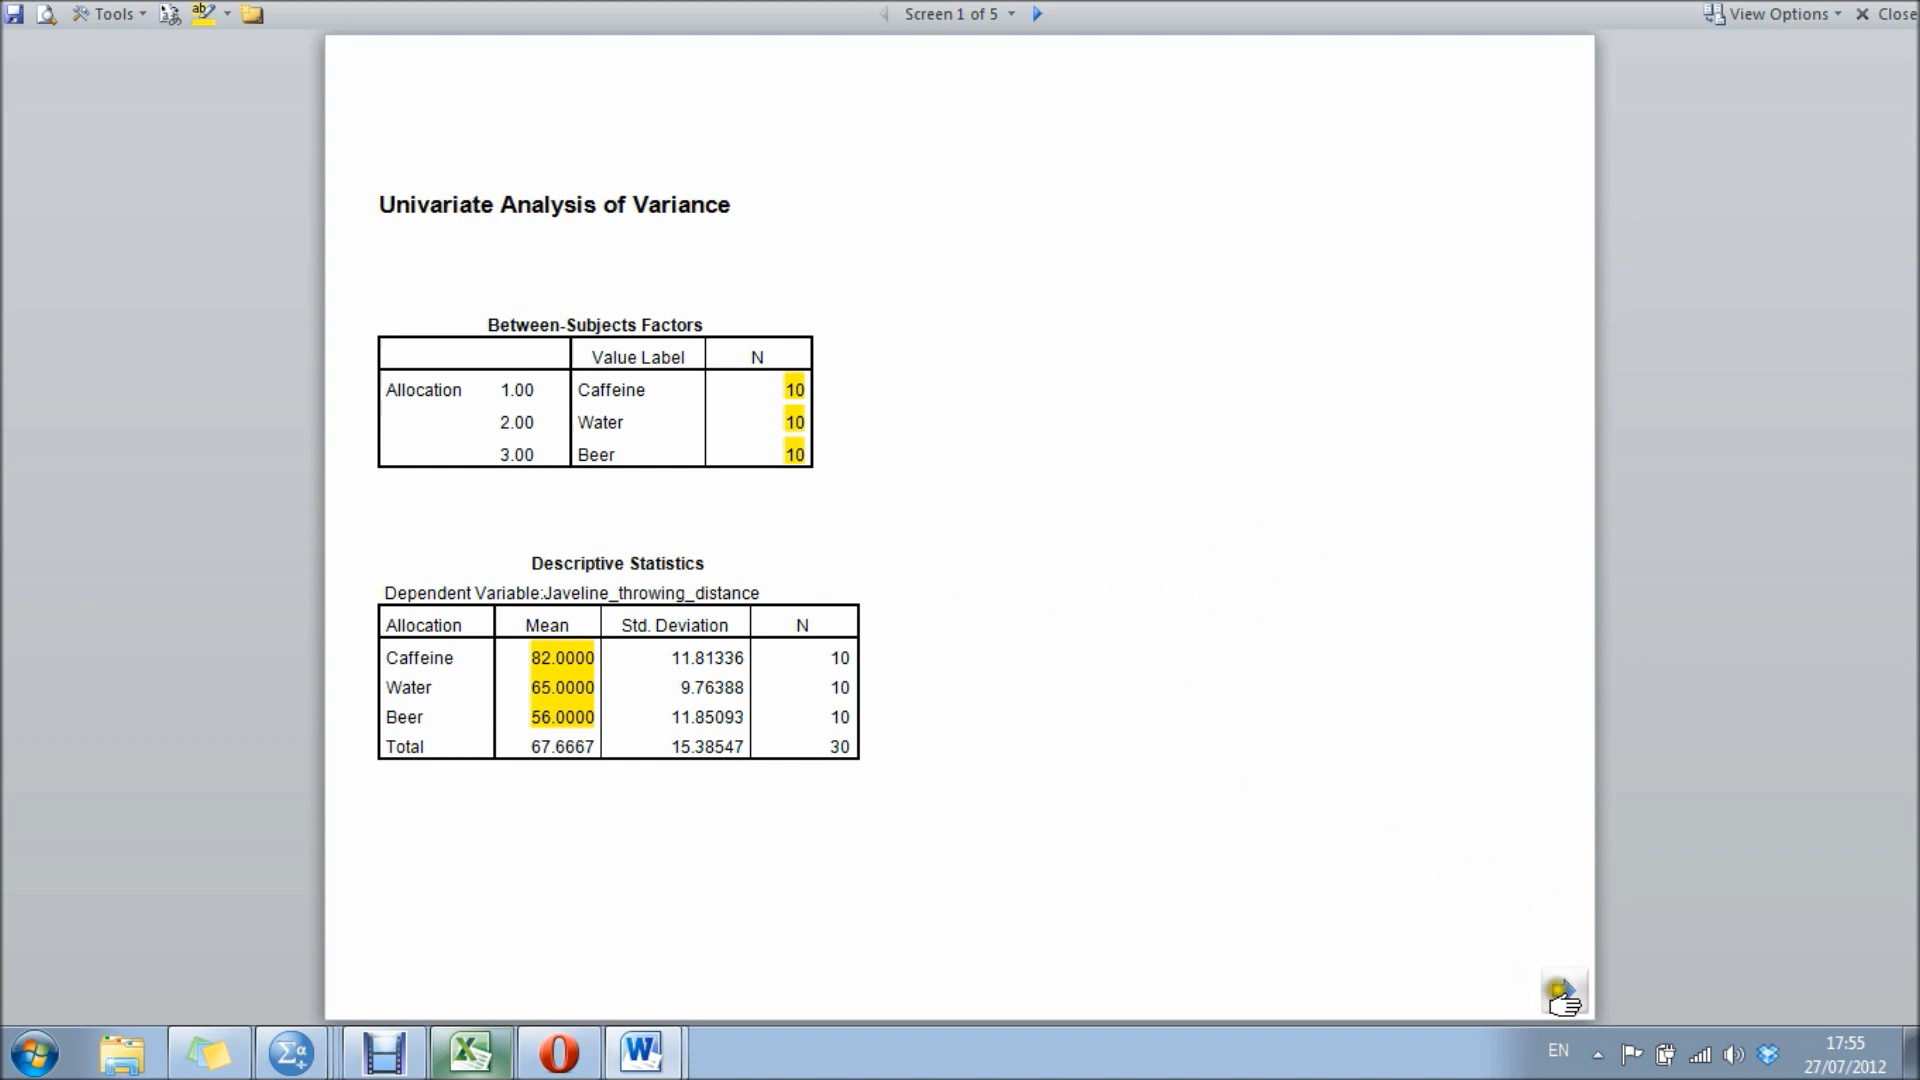 Tools
Screen 1 of 5
View Options
Close
Univariate Analysis of Variance
Between-Subjects Factors
Value Label N
Allocation 1.00 Caffeine 10
2.00 Water 10
3.00 Beer 10
Descriptive Statistics
Dependent Variable:Javeline_throwing_distance
Allocation Mean Std. Deviation N
Caffeine 82.0000 11.81336 10
Water 65.0000 9.76388 10
Beer 56.0000 11.85093 10
Total 67.6667 15.38547 30
EN
17:55
27/07/2012